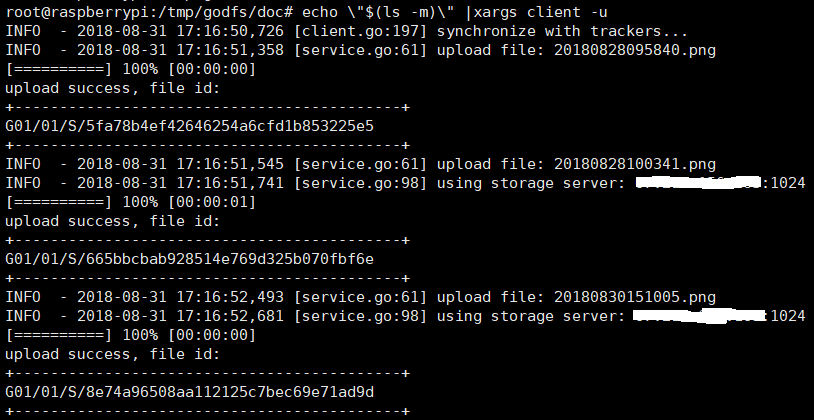 root@raspberrypi:/tmp/godfs/doc# echo \"$(ls -m)\" |xargs client -u
INFO  - 2018-08-31 17:16:50,726 [client.go:197] synchronize with trackers...
INFO  - 2018-08-31 17:16:51,358 [service.go:61] upload file: 20180828095840.png
[==========] 100% [00:00:00]
upload success, file id:
+------------------------------------------+
G01/01/S/5fa78b4ef42646254a6cfd1b853225e5
+------------------------------------------+
INFO  - 2018-08-31 17:16:51,545 [service.go:61] upload file: 20180828100341.png
INFO  - 2018-08-31 17:16:51,741 [service.go:98] using storage server: :1024
[==========] 100% [00:00:01]
upload success, file id:
+------------------------------------------+
G01/01/S/665bbcbab928514e769d325b070fbf6e
+------------------------------------------+
INFO  - 2018-08-31 17:16:52,493 [service.go:61] upload file: 20180830151005.png
INFO  - 2018-08-31 17:16:52,681 [service.go:98] using storage server: :1024
[==========] 100% [00:00:00]
upload success, file id:
+------------------------------------------+
G01/01/S/8e74a96508aa112125c7bec69e71ad9d
+------------------------------------------+